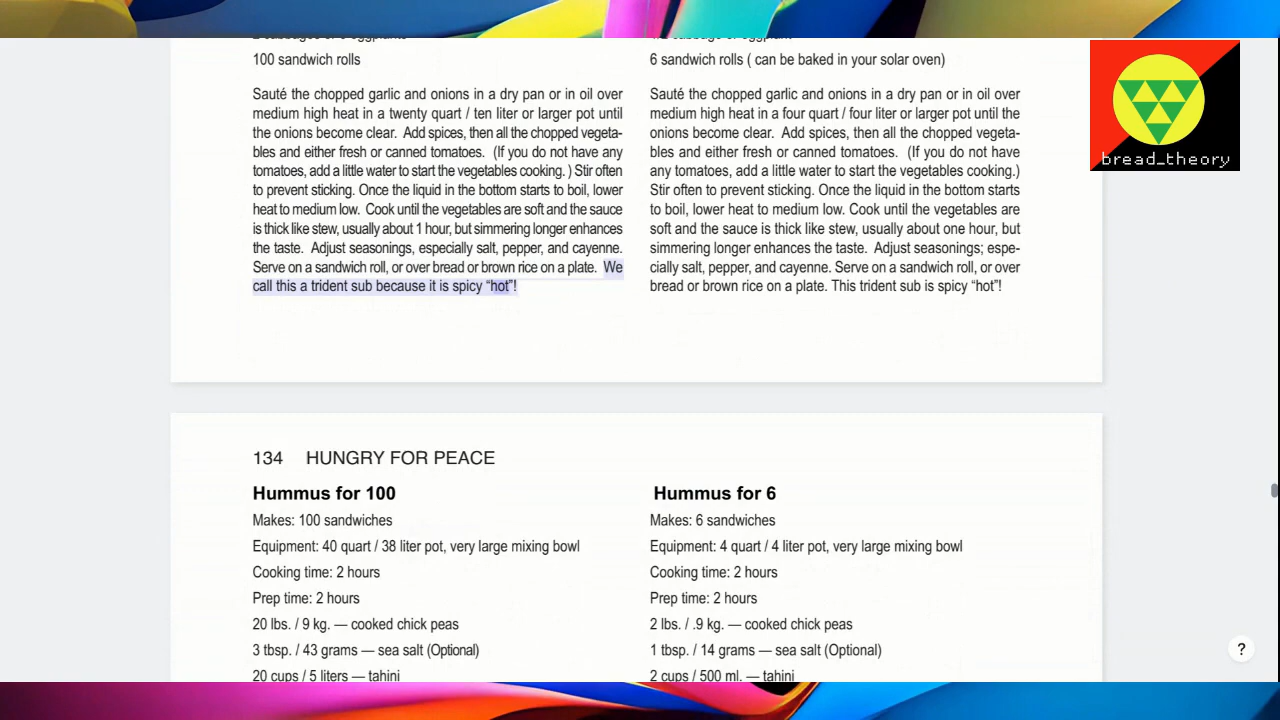 100 sandwich rolls
Sauté the chopped garlic and onions in a dry pan or in oil over
medium high heat in a twenty quart / ten liter or larger pot until
the onions become clear. Add spices, then all the chopped vegeta-
bles and either fresh or canned tomatoes. (If you do not have any
tomatoes, add a little water to start the vegetables cooking. ) Stir often
to prevent sticking. Once the liquid in the bottom starts to boil, lower
heat to medium low. Cook until the vegetables are soft and the sauce
is thick like stew, usually about 1 hour, but simmering longer enhances
the taste. Adjust seasonings, especially salt, pepper, and cayenne.
Serve on a sandwich roll, or over bread or brown rice on a plate. We
call this a trident sub because it is spicy “hot”!
6 sandwich rolls ( can be baked in your solar oven)
Sauté the chopped garlic and onions in a dry pan or in oil over
medium high heat in a four quart / four liter or larger pot until the
onions become clear. Add spices, then all the chopped vegeta-
bles and either fresh or canned tomatoes. (If you do not have
any tomatoes, add a little water to start the vegetables cooking.)
Stir often to prevent sticking. Once the liquid in the bottom starts
to boil, lower heat to medium low. Cook until the vegetables are
soft and the sauce is thick like stew, usually about one hour, but
simmering longer enhances the taste. Adjust seasonings; espe-
cially salt, pepper, and cayenne. Serve on a sandwich roll, or over
bread or brown rice on a plate. This trident sub is spicy “hot”!
bread_theory
134 HUNGRY FOR PEACE
Hummus for 100
Makes: 100 sandwiches
Equipment: 40 quart / 38 liter pot, very large mixing bowl
Cooking time: 2 hours
Prep time: 2 hours
20 lbs. / 9 kg. — cooked chick peas
3 tbsp. / 43 grams — sea salt (Optional)
20 cups / 5 liters — tahini
Hummus for 6
Makes: 6 sandwiches
Equipment: 4 quart / 4 liter pot, very large mixing bowl
Cooking time: 2 hours
Prep time: 2 hours
2 lbs. / .9 kg. — cooked chick peas
1 tbsp. / 14 grams — sea salt (Optional)
2 cups / 500 ml. — tahini
?